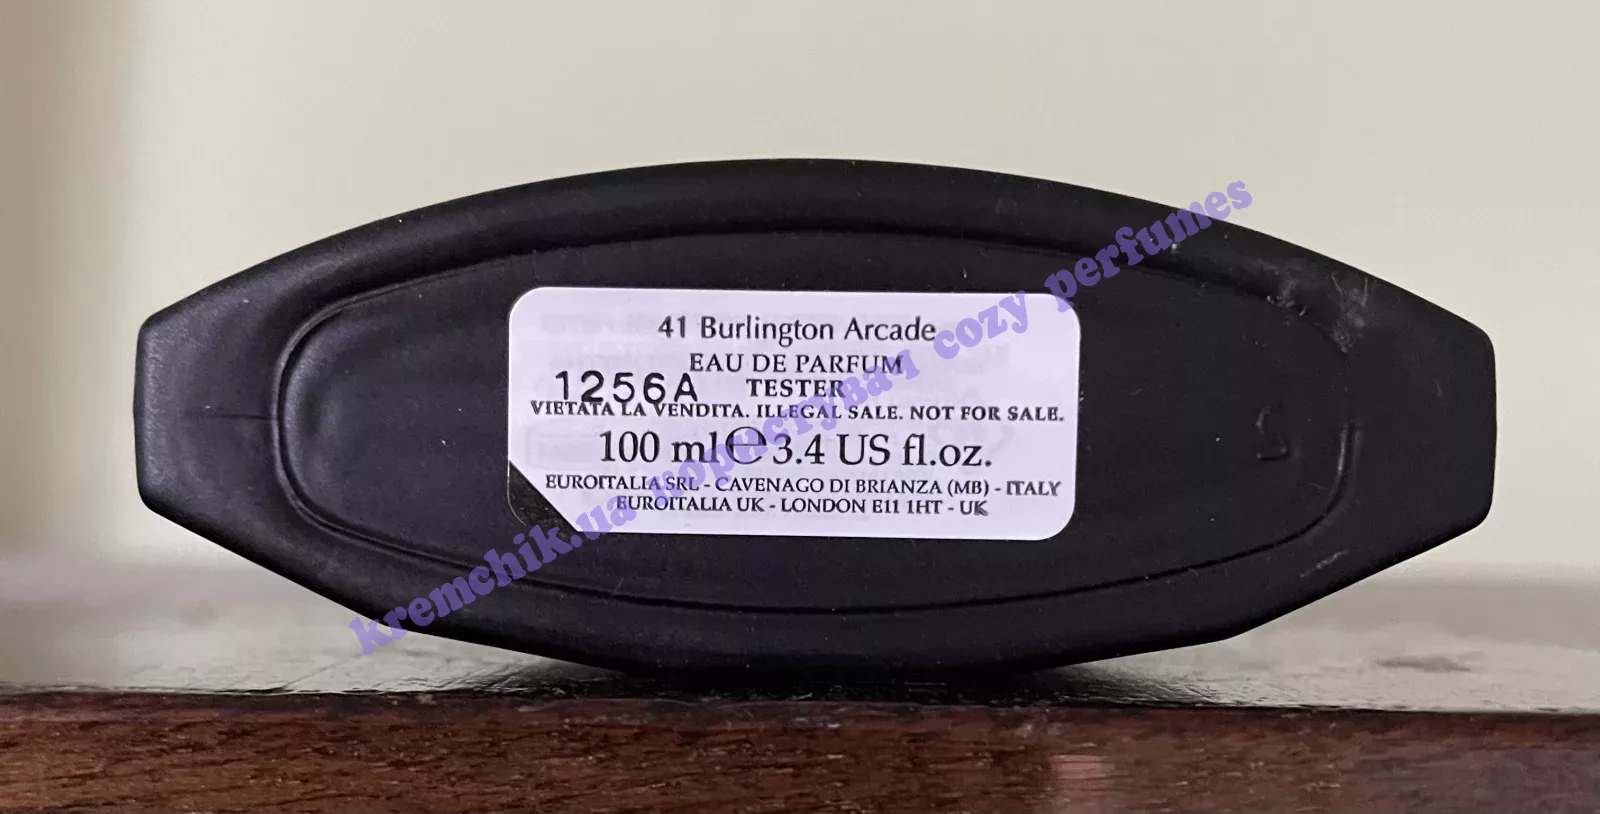 41 Burlington Arcade
EAU DE PARFUM
1256A TESTER
VIETATA LA VENDITA. ILLEGAL SALE. NOT FOR SALE.
100 ml ℮ 3.4 US fl.oz.
EUROITALIA SRL - CAVENAGO DI BRIANZA (MB) - ITALY
EUROITALIA UK - LONDON E11 1HT - UK
kremchik.ua користувач cozy perfumes